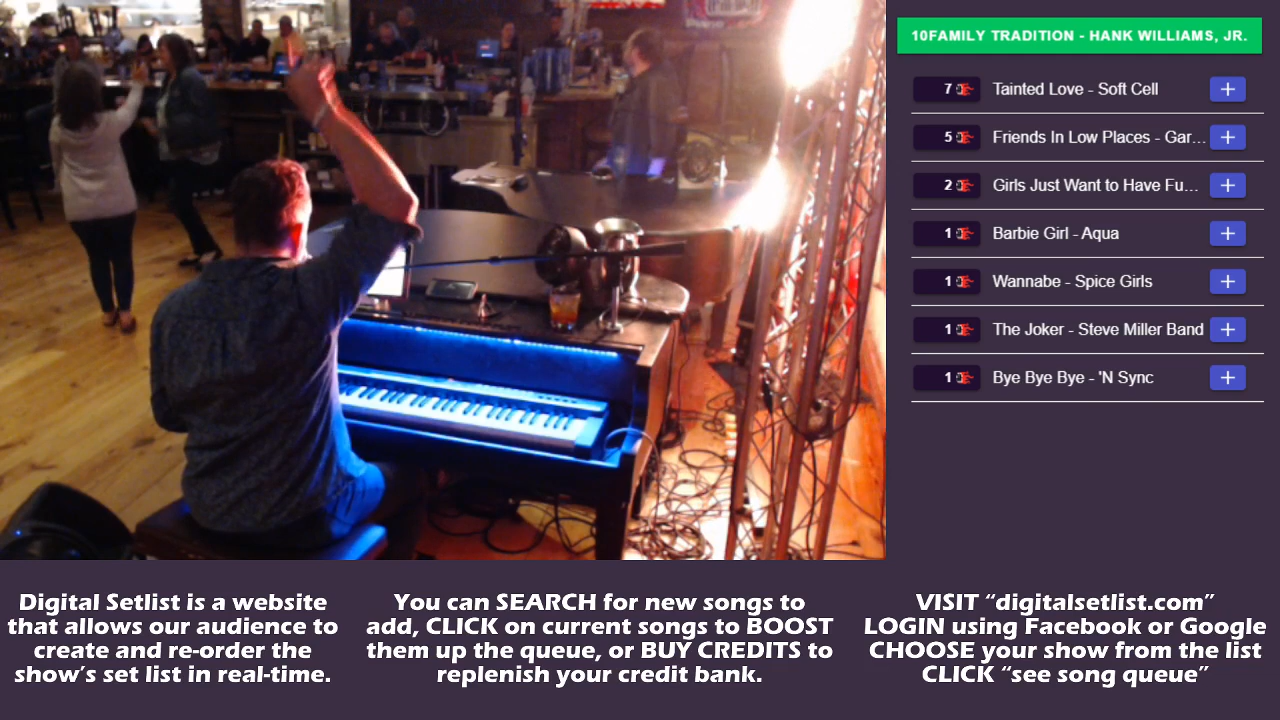 10FAMILY TRADITION - HANK WILLIAMS, JR.
7 Tainted Love - Soft Cell
5 Friends In Low Places - Gar...
2 Girls Just Want to Have Fu...
1 Barbie Girl - Aqua
1 Wannabe - Spice Girls
1 The Joker - Steve Miller Band
1 Bye Bye Bye - 'N Sync
Digital Setlist is a website
that allows our audience to
create and re-order the
show's set list in real-time.
You can SEARCH for new songs to
add, CLICK on current songs to BOOST
them up the queue, or BUY CREDITS to
replenish your credit bank.
VISIT “digitalsetlist.com”
LOGIN using Facebook or Google
CHOOSE your show from the list
CLICK “see song queue”